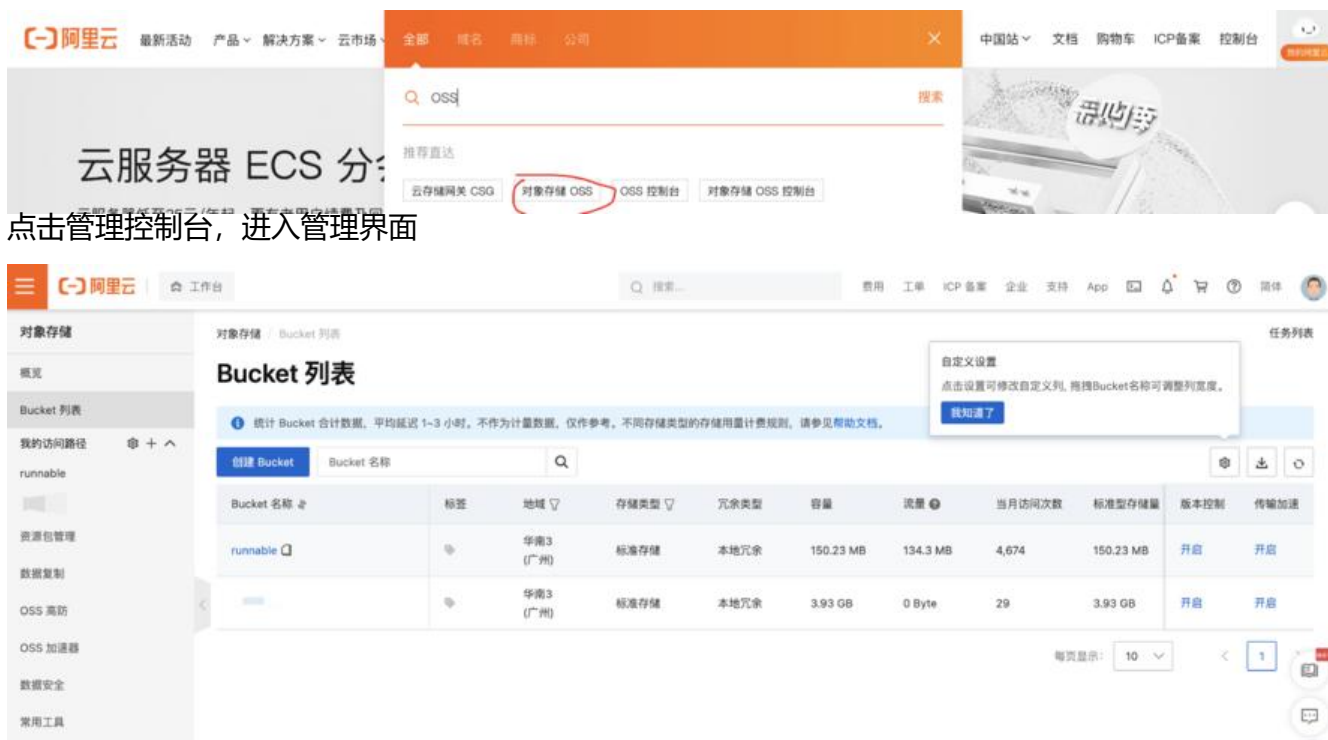 阿里云 最新活动 产品 解决方案 云市场 全部 域名 商标 公司 中国站 文档 购物车 ICP备案 控制台
oss 搜索
采购季
推荐直达
云服务器 ECS 分
云存储网关 CSG 对象存储 OSS OSS 控制台 对象存储 OSS 控制台
点击管理控制台，进入管理界面
阿里云 工作台 搜索... 费用 工单 ICP 备案 企业 支持 App 简体
对象存储 对象存储 / Bucket 列表 任务列表
概览
Bucket 列表
自定义设置
点击设置可修改自定义列, 拖拽Bucket名称可调整列宽度。
我知道了
Bucket 列表
统计 Bucket 合计数据，平均延迟 1~3 小时，不作为计量数据，仅作参考。不同存储类型的存储用量计费规则，请参见帮助文档。
我的访问路径
创建 Bucket Bucket 名称
runnable
Bucket 名称 标签 地域 存储类型 冗余类型 容量 流量 当月访问次数 标准型存储量 版本控制 传输加速
资源包管理
runnable 华南3 (广州) 标准存储 本地冗余 150.23 MB 134.3 MB 4,674 150.23 MB 开启 开启
数据复制
OSS 高防
华南3 (广州) 标准存储 本地冗余 3.93 GB 0 Byte 29 3.93 GB 开启 开启
OSS 加速器
每页显示: 10 1
数据安全
常用工具